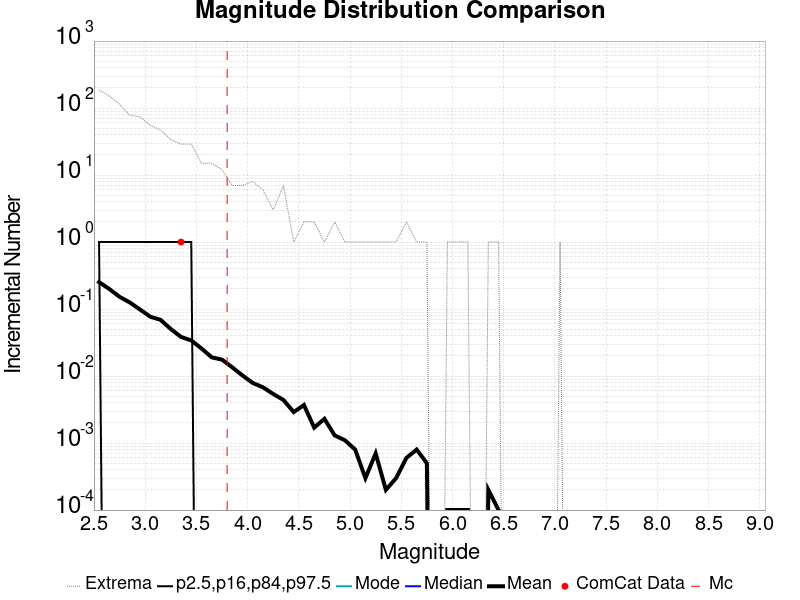 Magnitude Distribution Comparison
Incremental Number
10 3
10 2
10 1
10 0
10 -1
10 -2
10 -3
10 -4
2.5 3.0 3.5 4.0 4.5 5.0 5.5 6.0 6.5 7.0 7.5 8.0 8.5 9.0
Magnitude
Extrema p2.5,p16,p84,p97.5 Mode Median Mean ComCat Data Mc